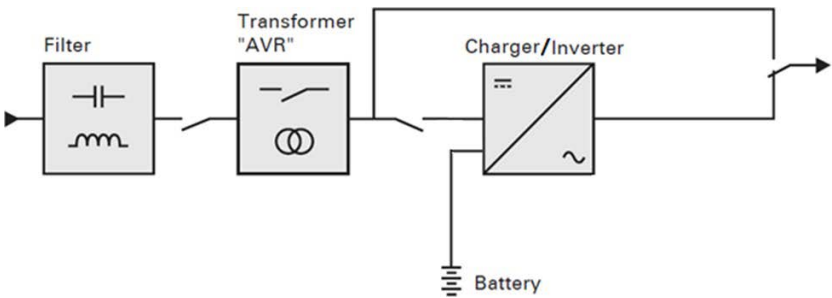 Filter
Transformer
"AVR"
Charger/Inverter
Battery